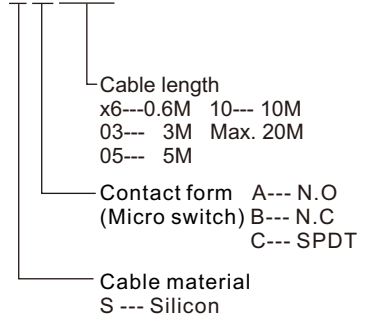 Cable length
x6---0.6M 10--- 10M
03--- 3M Max. 20M
05--- 5M
Contact form A--- N.O
(Micro switch) B--- N.C
C--- SPDT
Cable material
S --- Silicon